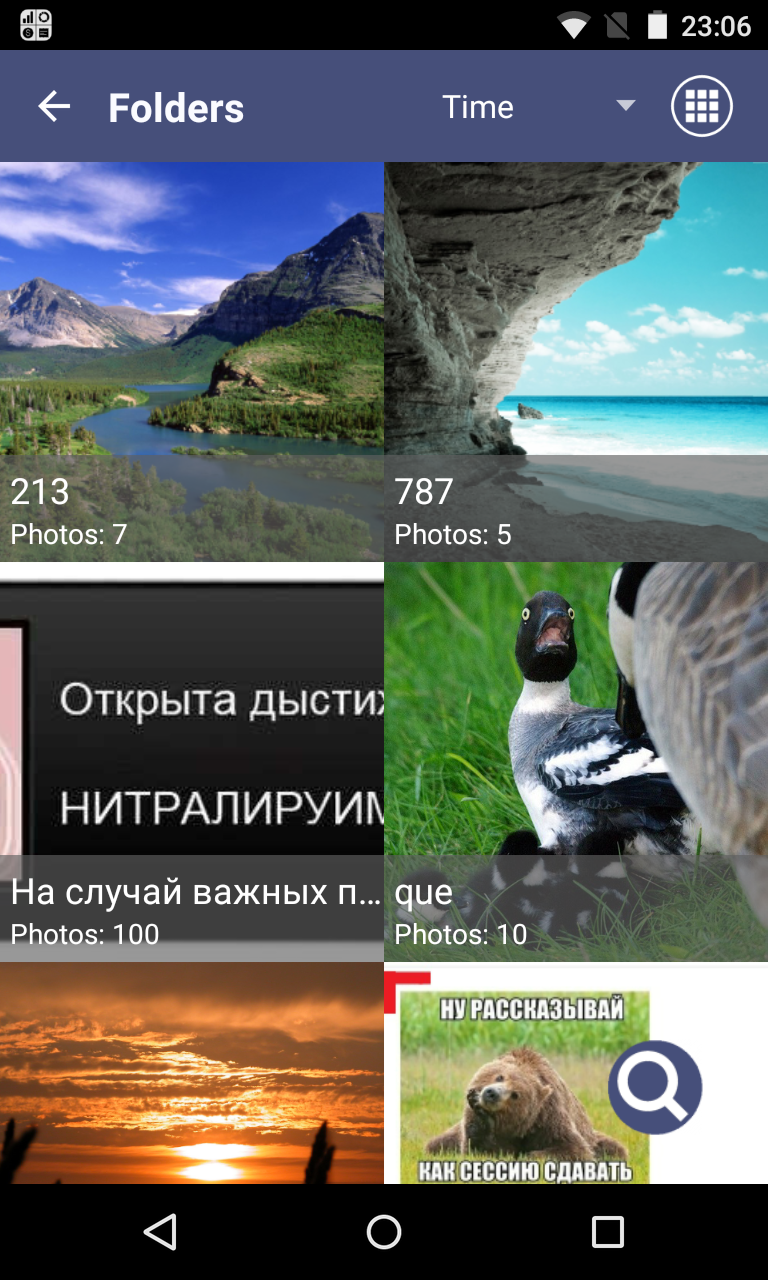 23:06
Folders
Time
213
Photos: 7
787
Photos: 5
Открыта дысти
НИТРАЛИРУИМ
На случай важных п...
Photos: 100
que
Photos: 10
НУ РАССКАЗЫВАЙ
КАК СЕССИЮ СДАВАТЬ